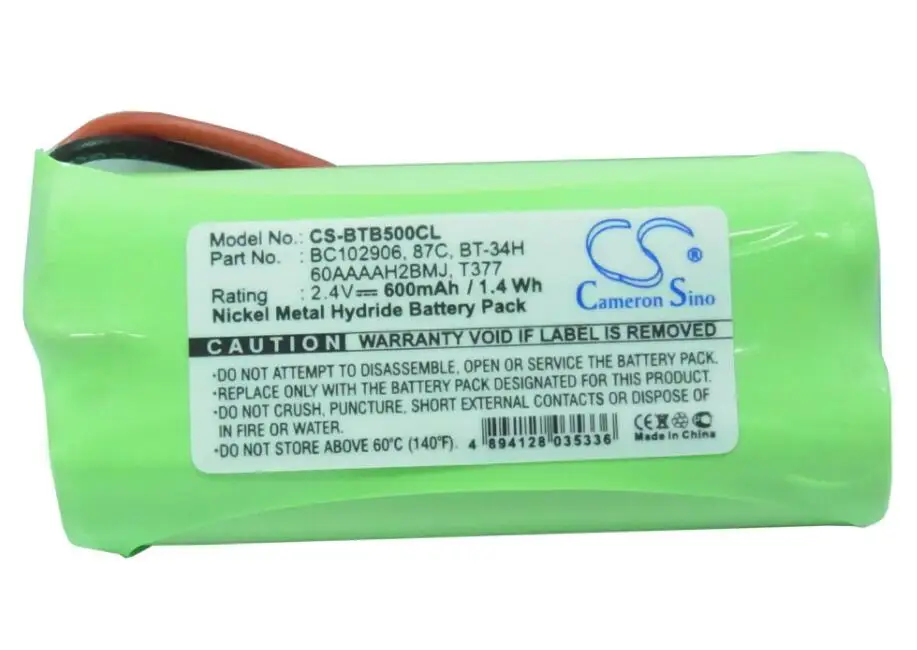 Model No.: CS-BTB500CL
Part No. : BC102906, 87C, BT-34H
60AAAAH2BMJ, T377
Rating : 2.4V⎓ 600mAh / 1.4 Wh
Nickel Metal Hydride Battery Pack
CS®
Cameron Sino
CAUTION WARRANTY VOID IF LABEL IS REMOVED
•DO NOT ATTEMPT TO DISASSEMBLE, OPEN OR SERVICE THE BATTERY PACK.
•REPLACE ONLY WITH THE BATTERY PACK DESIGNATED FOR THIS PRODUCT.
•DO NOT CRUSH, PUNCTURE, SHORT EXTERNAL CONTACTS OR DISPOSE OF
IN FIRE OR WATER.
•DO NOT STORE ABOVE 60°C (140°F).
4 894128 035336
CE
Made in China